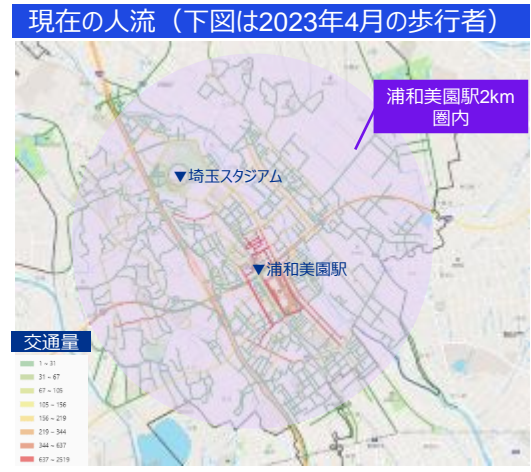 現在の人流（下図は2023年4月の歩行者）
浦和美園駅2km
圏内
▼埼玉スタジアム
▼浦和美園駅
交通量
1 ~ 31
31 ~ 67
67 ~ 105
105 ~ 156
156 ~ 219
219 ~ 344
344 ~ 637
637 ~ 2519